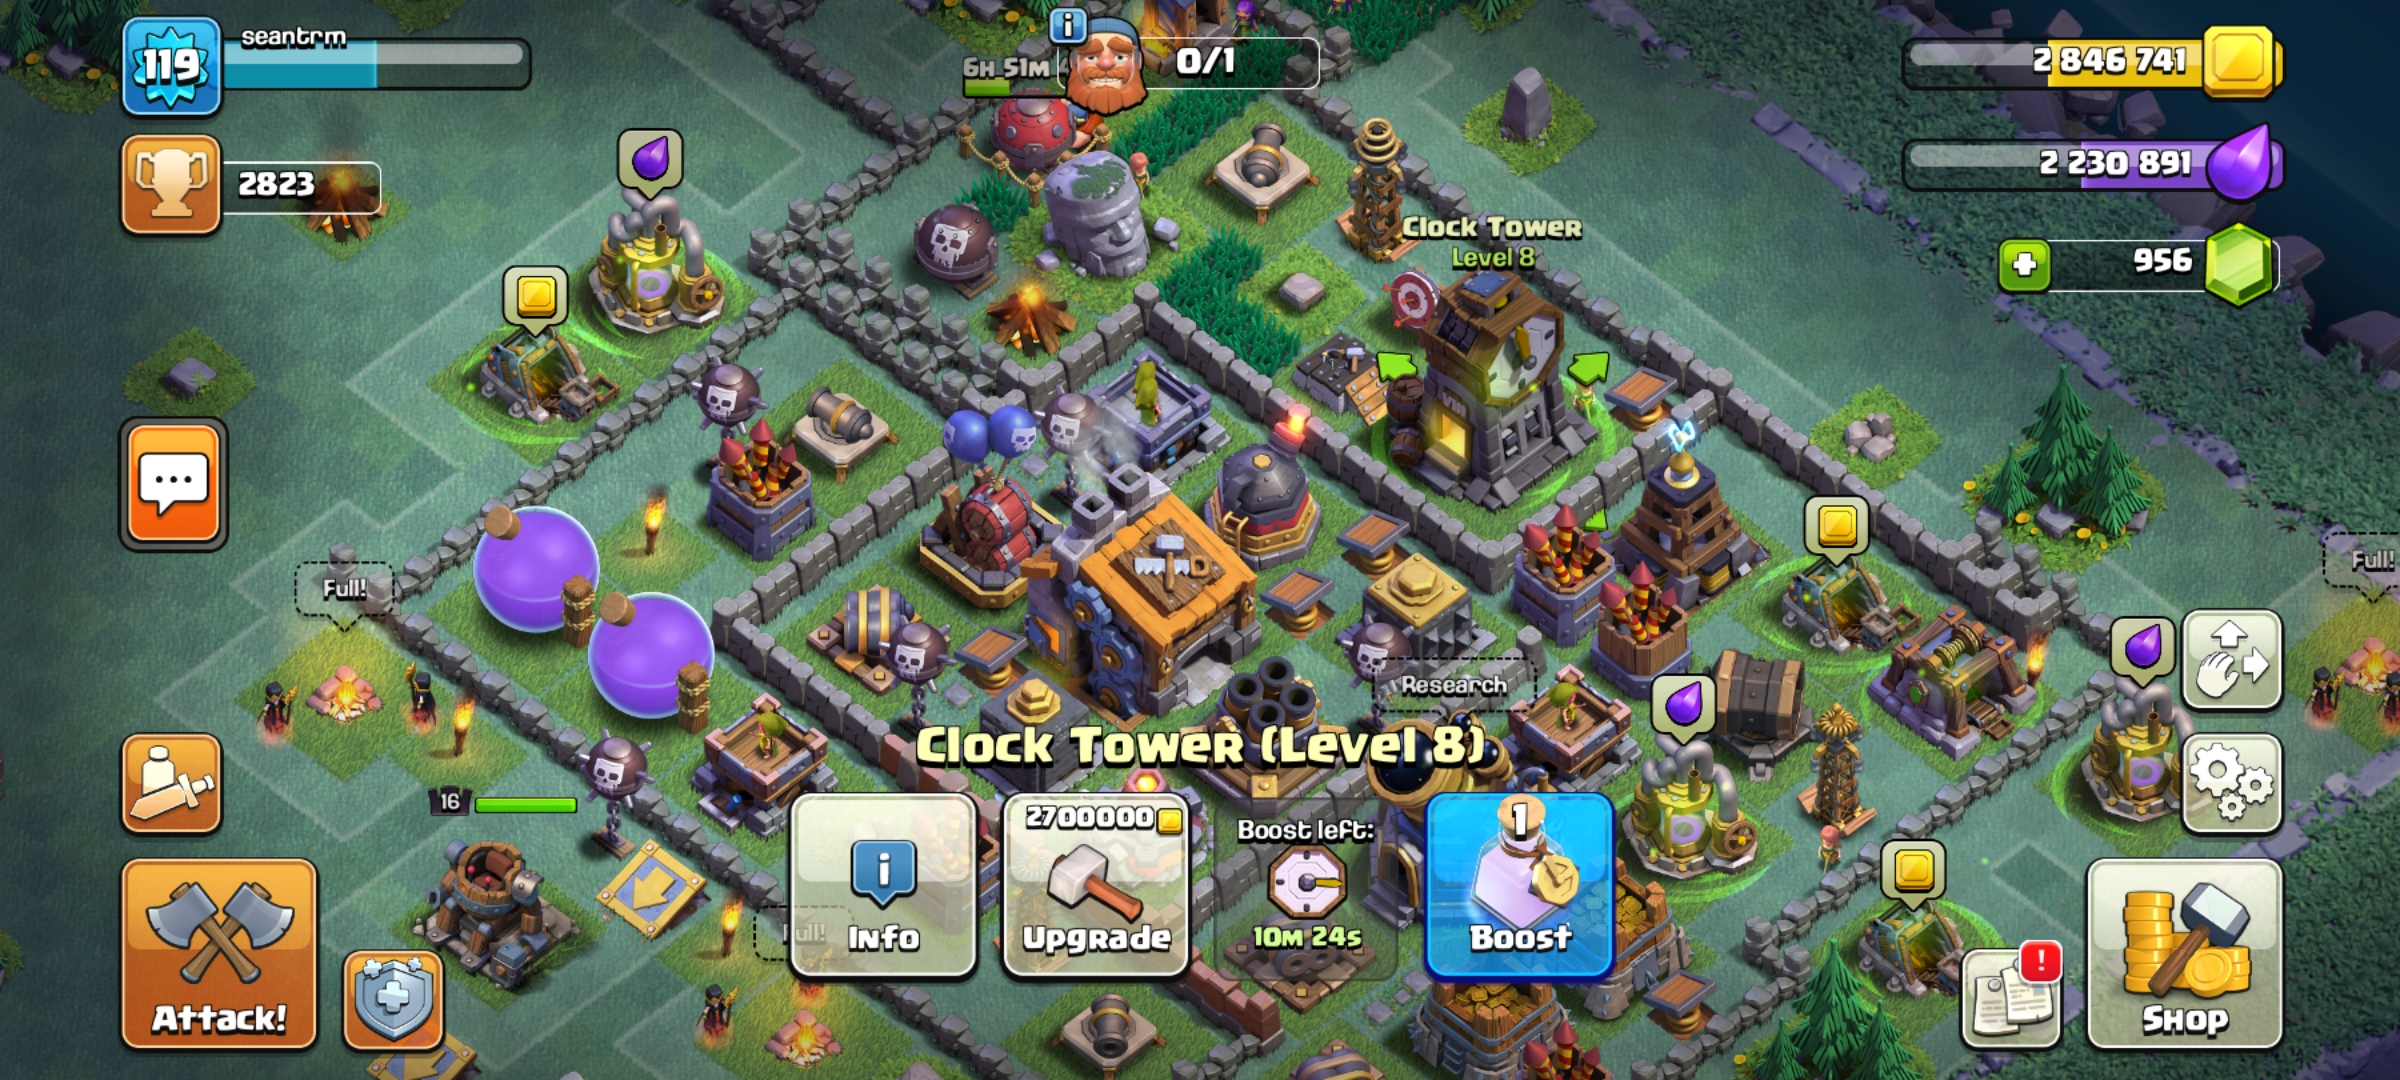 119
seantrm
6H 51M
0/1
2 846 741
2823
2 230 891
956
Clock Tower
Level 8
VIII
Full!
Full!
Research
Clock Tower (Level 8)
16
Info
2700000
Upgrade
Boost left:
10M 24s
1
Boost
Attack!
!
Shop